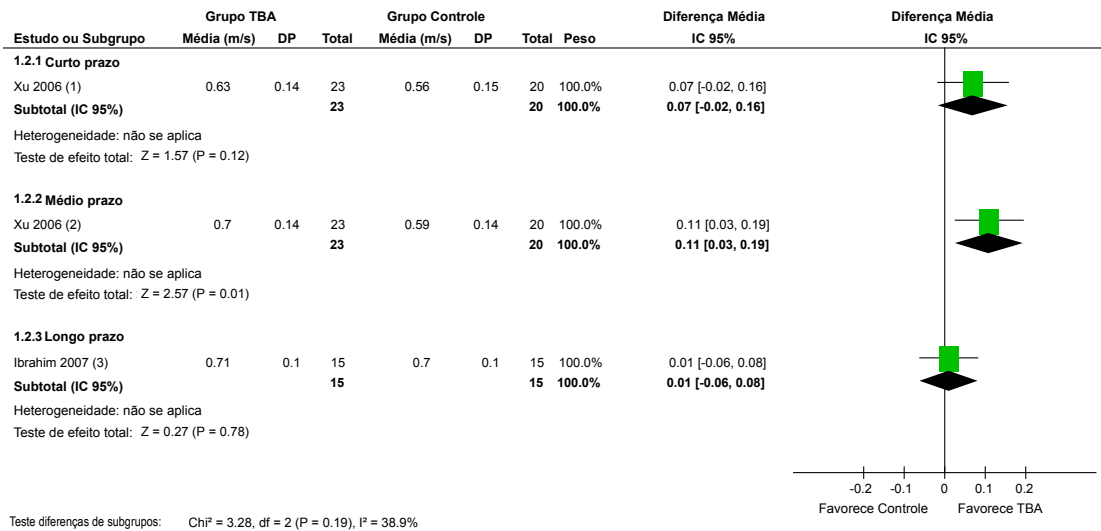 Grupo TBA Grupo Controle Diferença Média Diferença Média
Estudo ou Subgrupo Média (m/s) DP Total Média (m/s) DP Total Peso IC 95% IC 95%
1.2.1 Curto prazo
Xu 2006 (1) 0.63 0.14 23 0.56 0.15 20 100.0% 0.07 [-0.02, 0.16]
Subtotal (IC 95%) 23 20 100.0% 0.07 [-0.02, 0.16]
Heterogeneidade: não se aplica
Teste de efeito total: Z = 1.57 (P = 0.12)
1.2.2 Médio prazo
Xu 2006 (2) 0.7 0.14 23 0.59 0.14 20 100.0% 0.11 [0.03, 0.19]
Subtotal (IC 95%) 23 20 100.0% 0.11 [0.03, 0.19]
Heterogeneidade: não se aplica
Teste de efeito total: Z = 2.57 (P = 0.01)
1.2.3 Longo prazo
Ibrahim 2007 (3) 0.71 0.1 15 0.7 0.1 15 100.0% 0.01 [-0.06, 0.08]
Subtotal (IC 95%) 15 15 100.0% 0.01 [-0.06, 0.08]
Heterogeneidade: não se aplica
Teste de efeito total: Z = 0.27 (P = 0.78)
-0.2 -0.1 0 0.1 0.2
Favorece Controle Favorece TBA
Teste diferenças de subgrupos: Chi² = 3.28, df = 2 (P = 0.19), I² = 38.9%